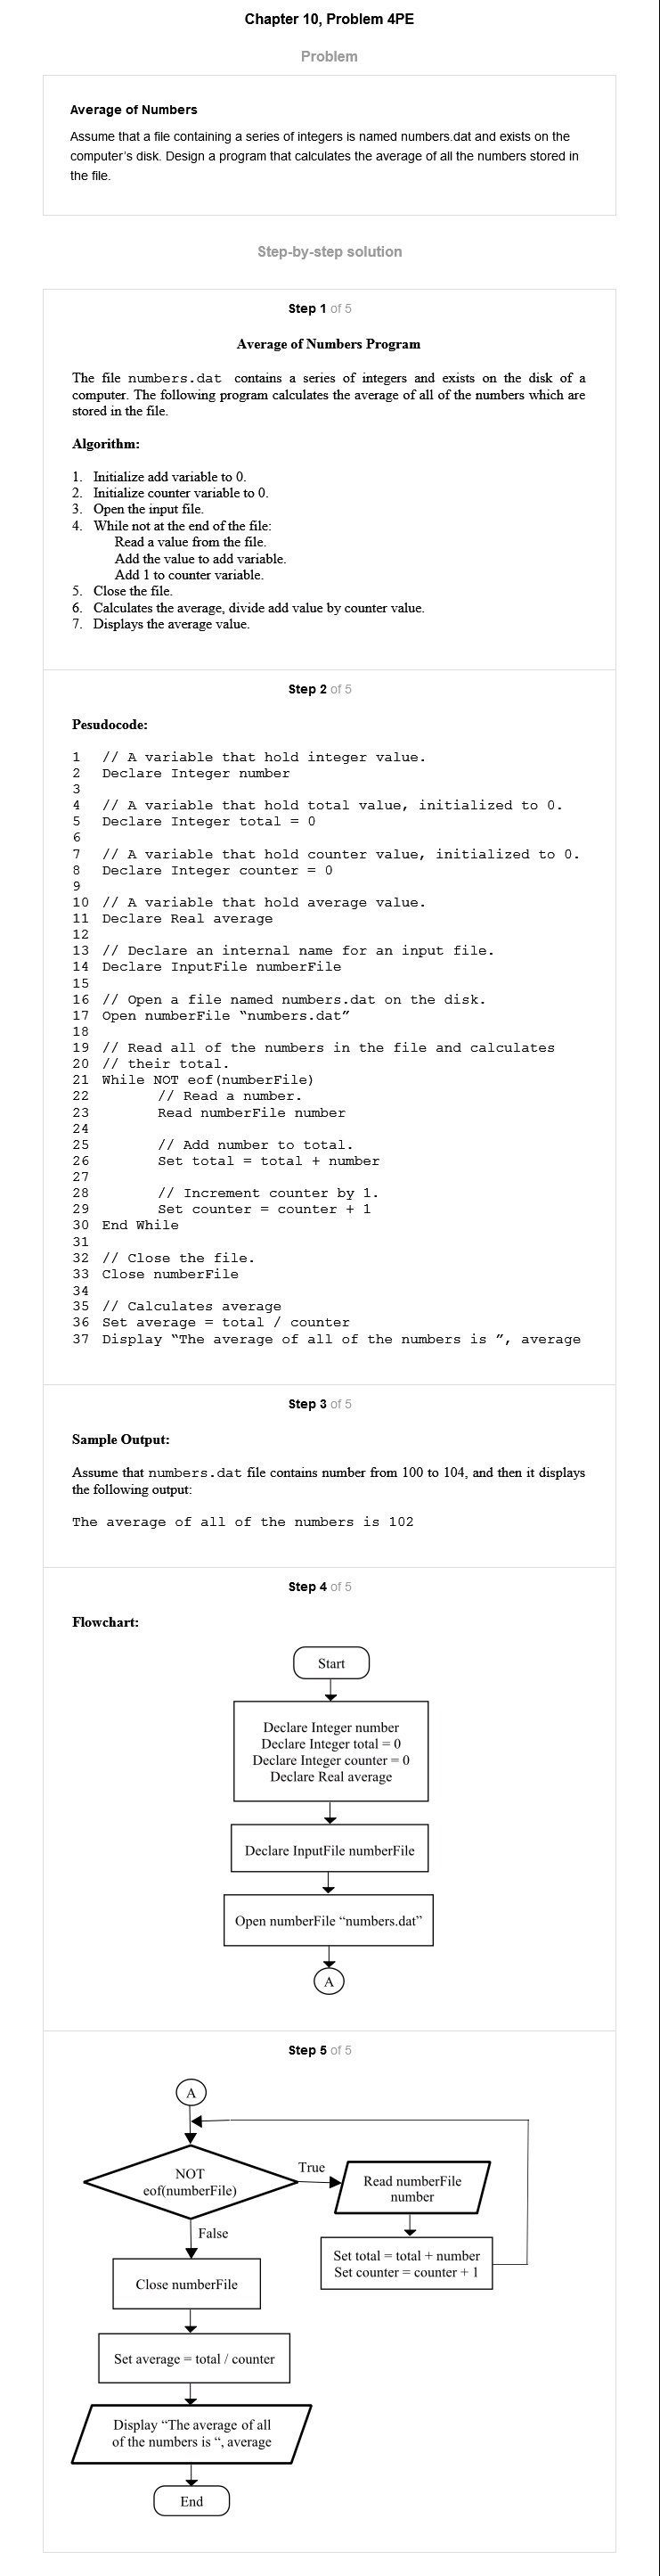 Chapter 10, Problem 4PE
Problem
Average of Numbers
Assume that a file containing a series of integers is named numbers.dat and exists on the
computer's disk. Design a program that calculates the average of all the numbers stored in
the file.
Step-by-step solution
Step 1 of 5
Average of Numbers Program
The file numbers.dat contains a series of integers and exists on the disk of a
computer. The following program calculates the average of all of the numbers which are
stored in the file.
Algorithm:
1. Initialize add variable to 0.
2. Initialize counter variable to 0.
3. Open the input file.
4. While not at the end of the file:
Read a value from the file.
Add the value to add variable.
Add 1 to counter variable.
5. Close the file.
6. Calculates the average, divide add value by counter value.
7. Displays the average value.
Step 2 of 5
Pesudocode:
1 // A variable that hold integer value.
2 Declare Integer number
3
4 // A variable that hold total value, initialized to 0.
5 Declare Integer total = 0
6
7 // A variable that hold counter value, initialized to 0.
8 Declare Integer counter = 0
9
10 // A variable that hold average value.
11 Declare Real average
12
13 // Declare an internal name for an input file.
14 Declare InputFile numberFile
15
16 // Open a file named numbers.dat on the disk.
17 Open numberFile “numbers.dat”
18
19 // Read all of the numbers in the file and calculates
20 // their total.
21 While NOT eof(numberFile)
22 // Read a number.
23 Read numberFile number
24
25 // Add number to total.
26 Set total = total + number
27
28 // Increment counter by 1.
29 Set counter = counter + 1
30 End While
31
32 // Close the file.
33 Close numberFile
34
35 // Calculates average
36 Set average = total / counter
37 Display “The average of all of the numbers is ”, average
Step 3 of 5
Sample Output:
Assume that numbers.dat file contains number from 100 to 104, and then it displays
the following output:
The average of all of the numbers is 102
Step 4 of 5
Flowchart:
Start
Declare Integer number
Declare Integer total = 0
Declare Integer counter = 0
Declare Real average
Declare InputFile numberFile
Open numberFile “numbers.dat”
A
Step 5 of 5
A
NOT
eof(numberFile)
True
Read numberFile
number
False
Set total = total + number
Set counter = counter + 1
Close numberFile
Set average = total / counter
Display “The average of all
of the numbers is “, average
End